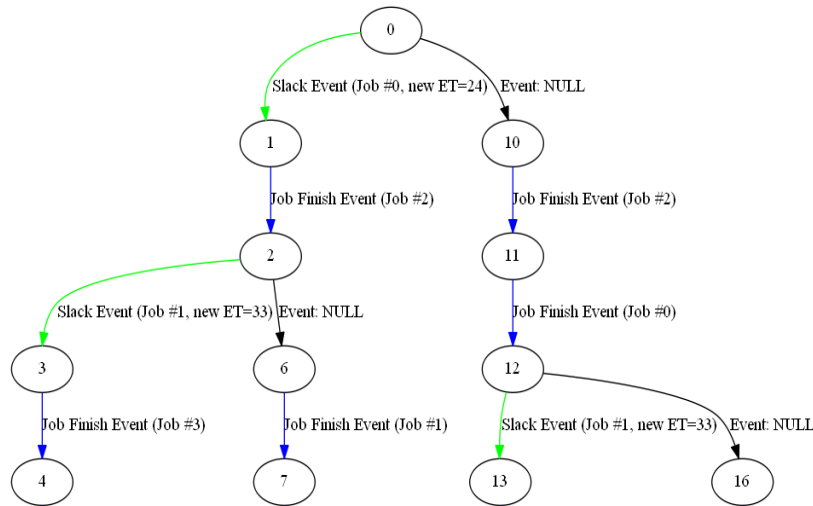 0
Slack Event (Job #0, new ET=24) Event: NULL
1 10
Job Finish Event (Job #2) Job Finish Event (Job #2)
2 11
Slack Event (Job #1, new ET=33) Event: NULL Job Finish Event (Job #0)
3 6 12
Job Finish Event (Job #3) Job Finish Event (Job #1) Slack Event (Job #1, new ET=33) Event: NULL
4 7 13 16